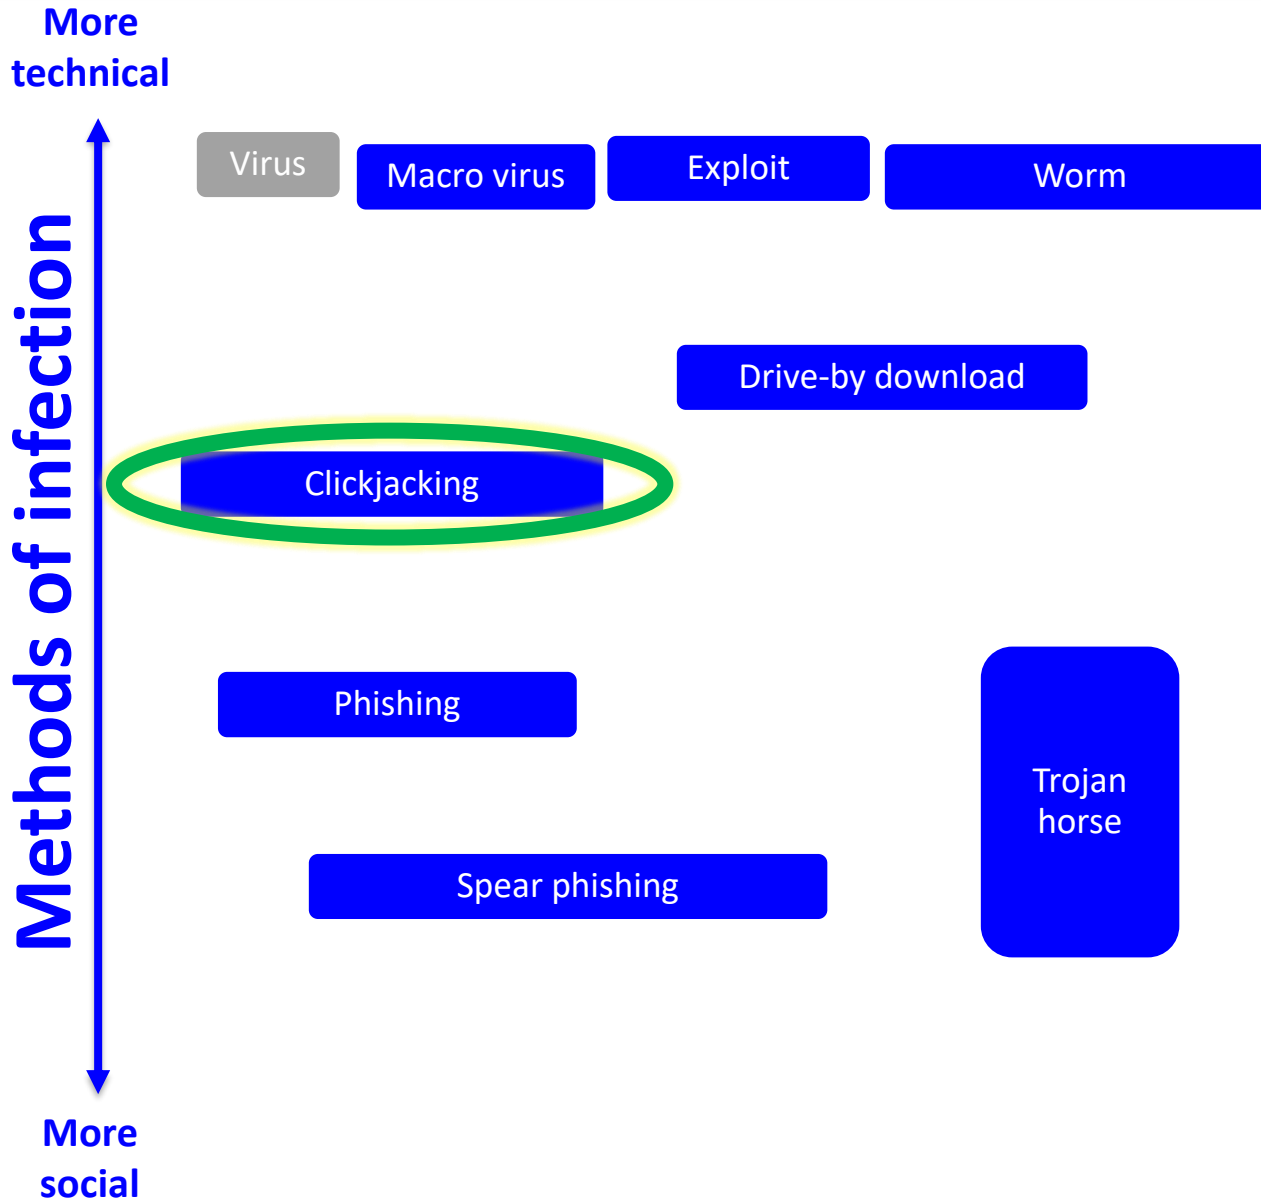 More
technical
Methods of infection
Virus
Macro virus
Exploit
Worm
Drive-by download
Clickjacking
Phishing
Trojan
horse
Spear phishing
More
social